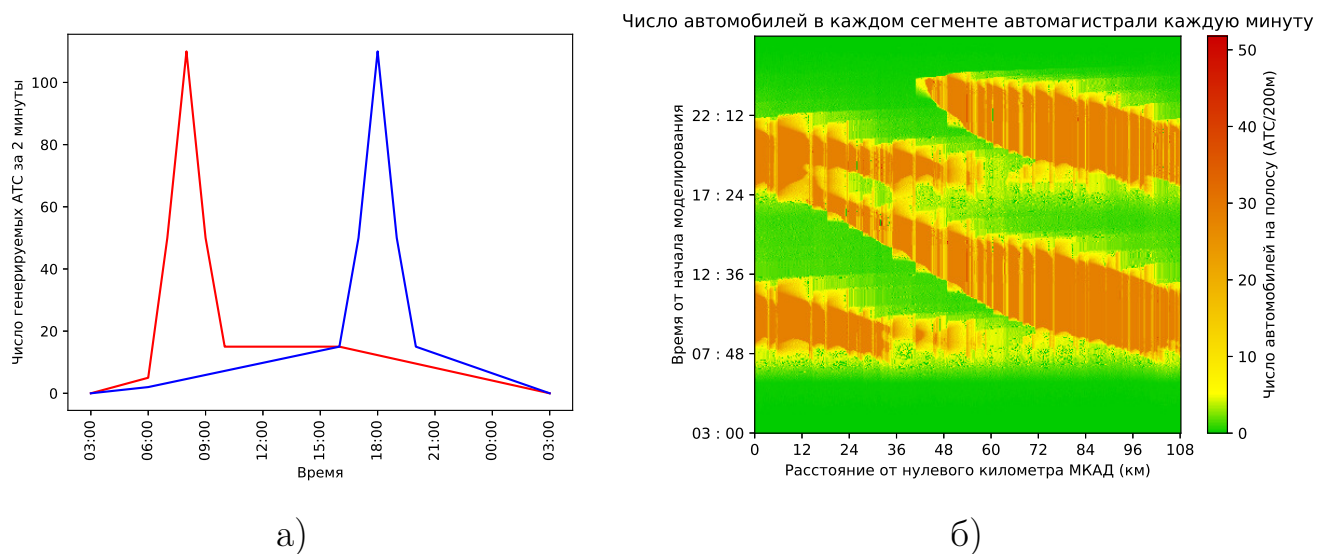 Число генерируемых АТС за 2 минуты
100
80
60
40
20
0
03:00
06:00
09:00
12:00
15:00
18:00
21:00
00:00
03:00
Время
а)
Число автомобилей в каждом сегменте автомагистрали каждую минуту
Время от начала моделирования
22 : 12
17 : 24
12 : 36
07 : 48
03 : 00
0
12
24
36
48
60
72
84
96
108
Расстояние от нулевого километра МКАД (км)
50
40
30
20
10
0
Число автомобилей на полосу (АТС/200м)
б)